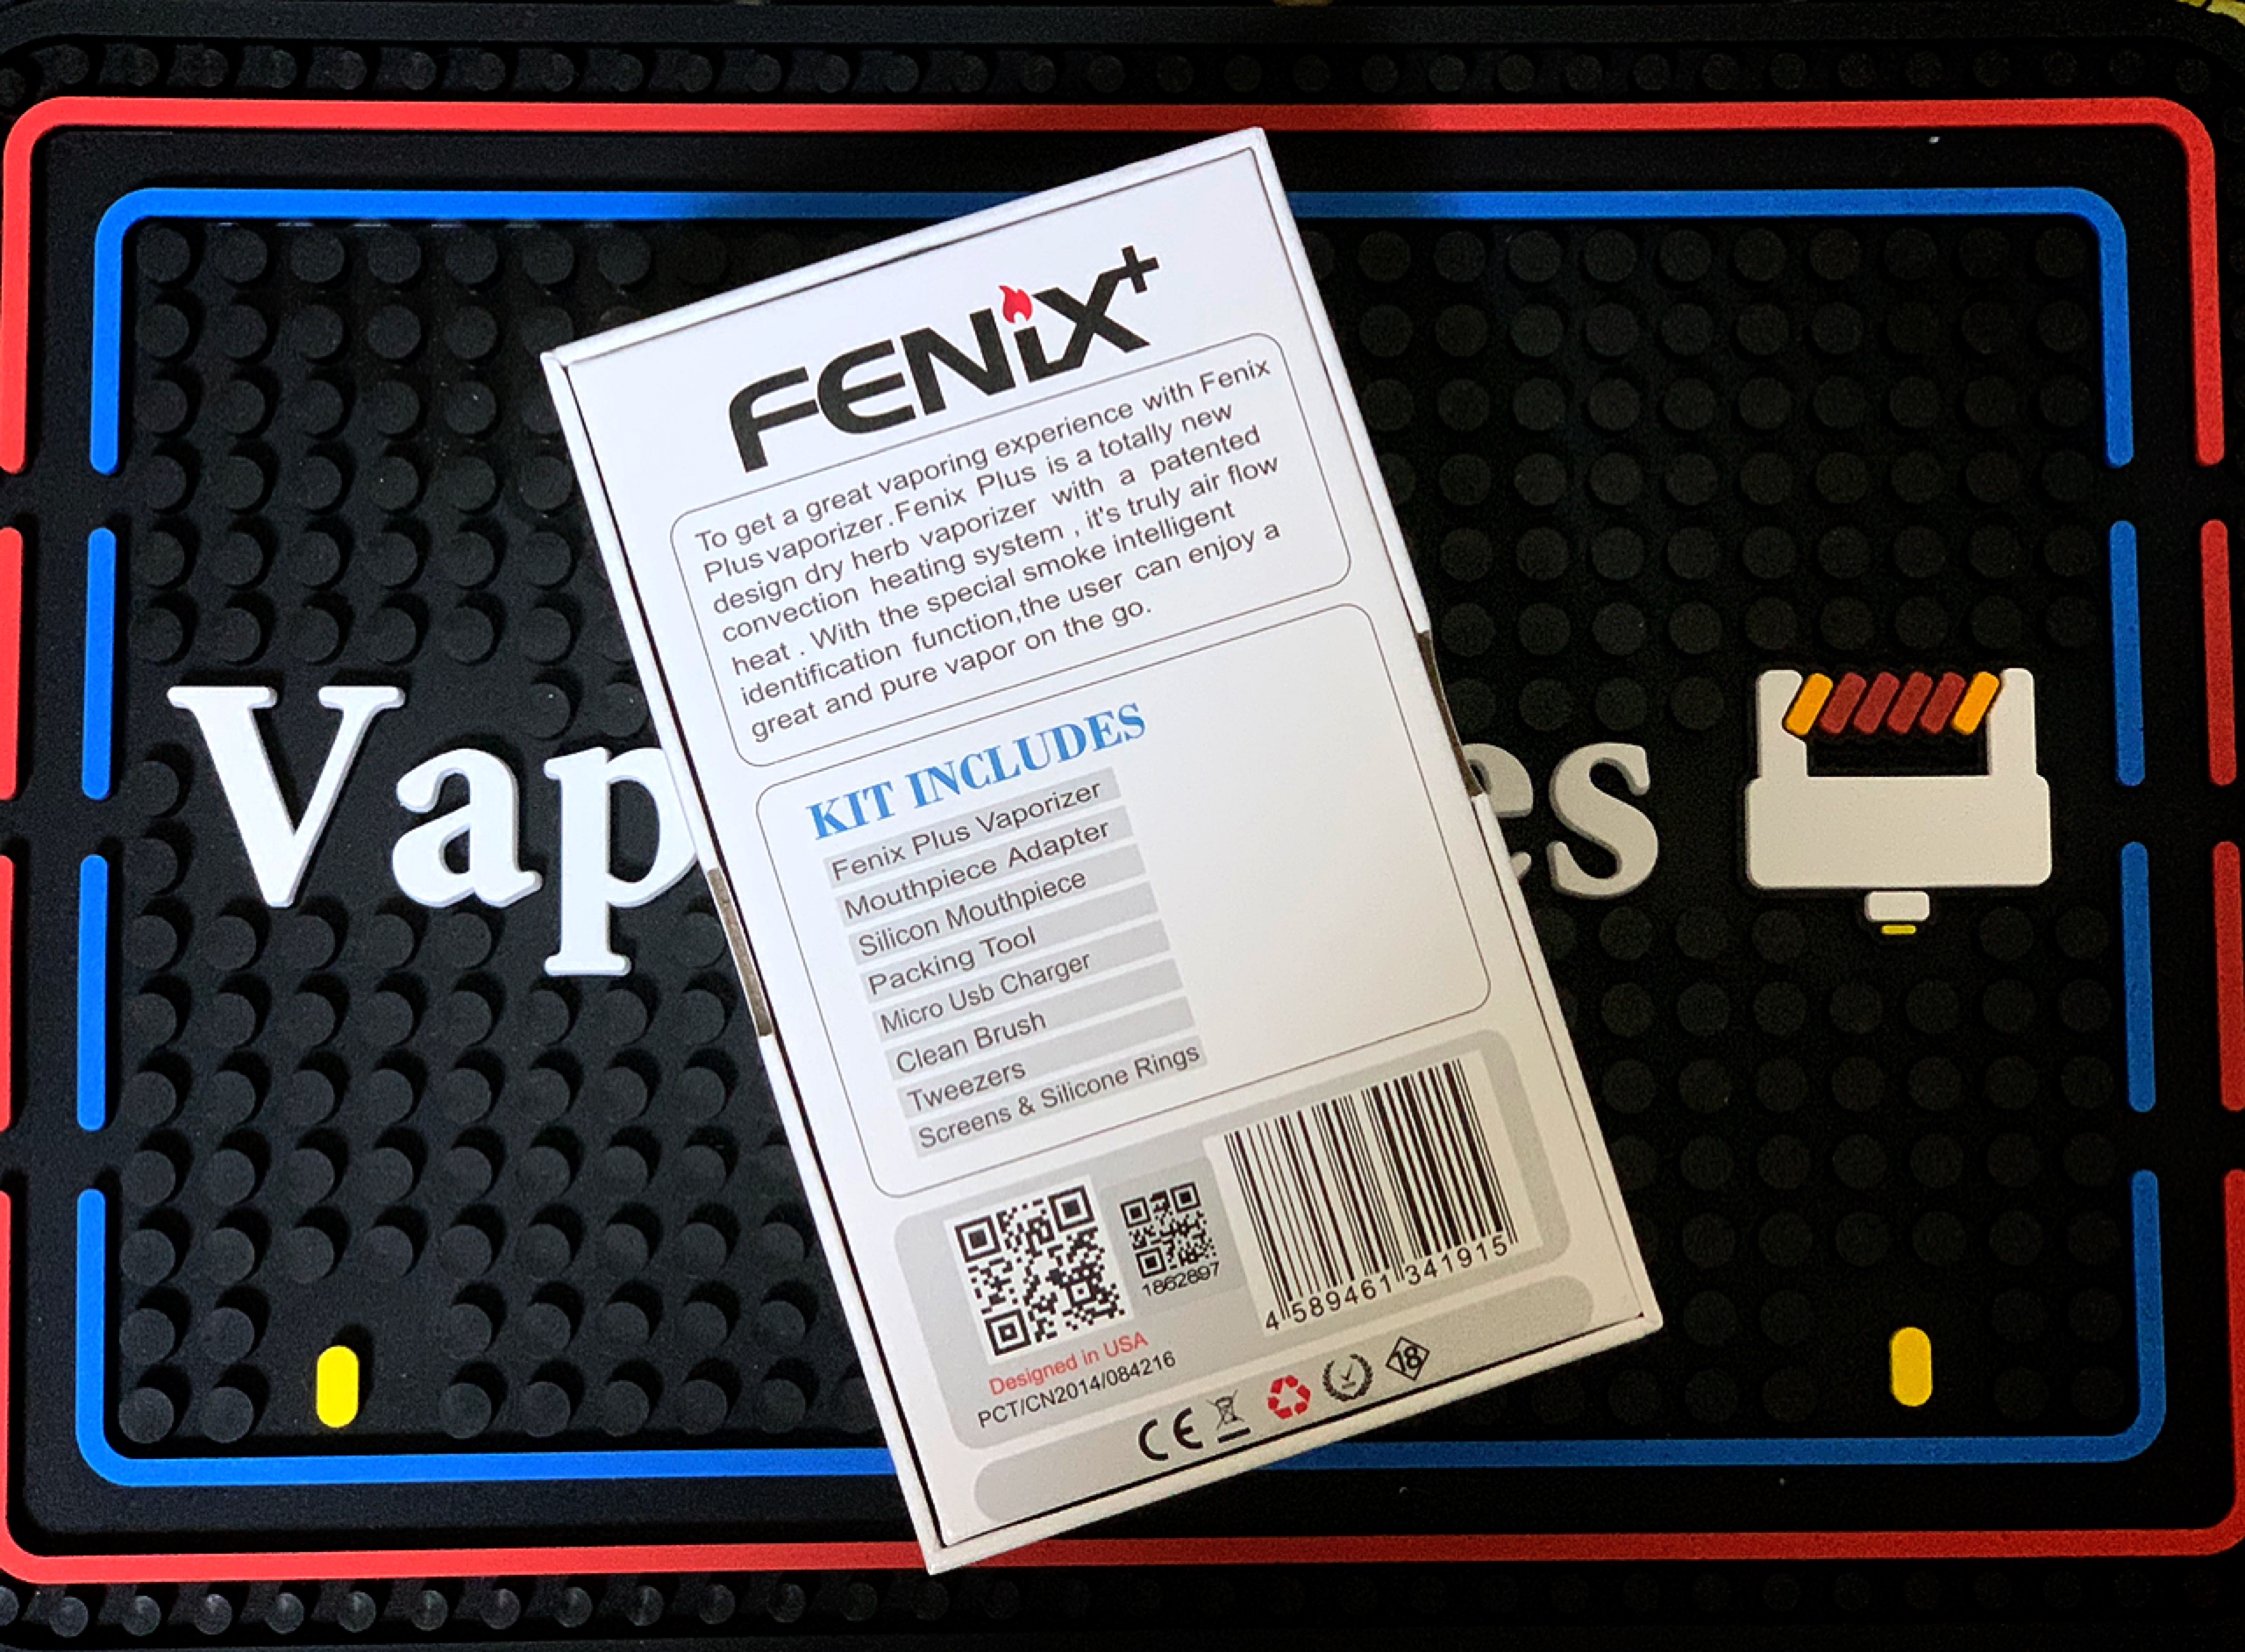 FENiX+
To get a great vaporing experience with Fenix
Plus vaporizer.Fenix Plus is a totally new
design dry herb vaporizer with a patented
convection heating system , it's truly air flow
heat . With the special smoke intelligent
identification function,the user can enjoy a
great and pure vapor on the go.
KIT INCLUDES
Fenix Plus Vaporizer
Mouthpiece Adapter
Silicon Mouthpiece
Packing Tool
Micro Usb Charger
Clean Brush
Tweezers
Screens & Silicone Rings
1862897
4 589461 341915
Designed in USA
PCT/CN2014/084216
CE
18
Vap
es